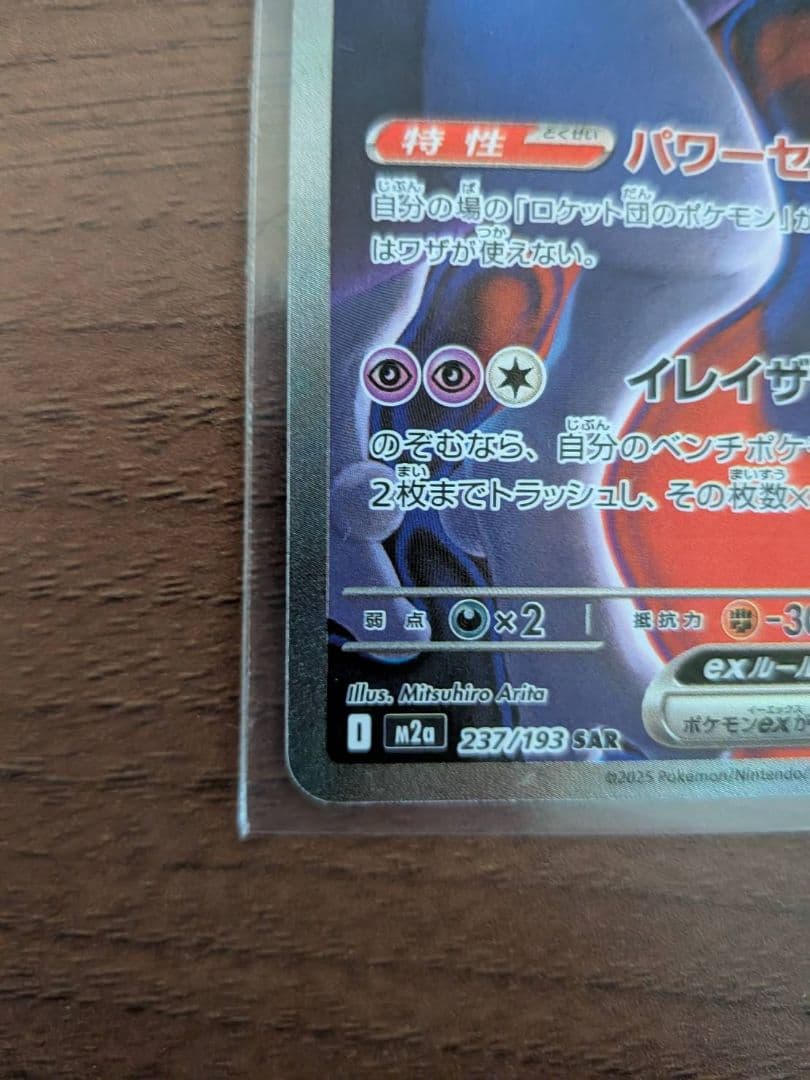 特性 とくせい パワーセ
じぶん ば だん
自分の場の「ロケット団のポケモン」が
つか
はワザが使えない。
イレイザ
じぶん
のぞむなら、自分のベンチポケ
まい まいすう
2枚までトラッシュし、その枚数×
弱点 ×2 抵抗力 -30
exルール
Illus. Mitsuhiro Arita
イーエックス
ポケモンexが
I M2a 237/193 SAR
©2025 Pokémon/Nintendo/